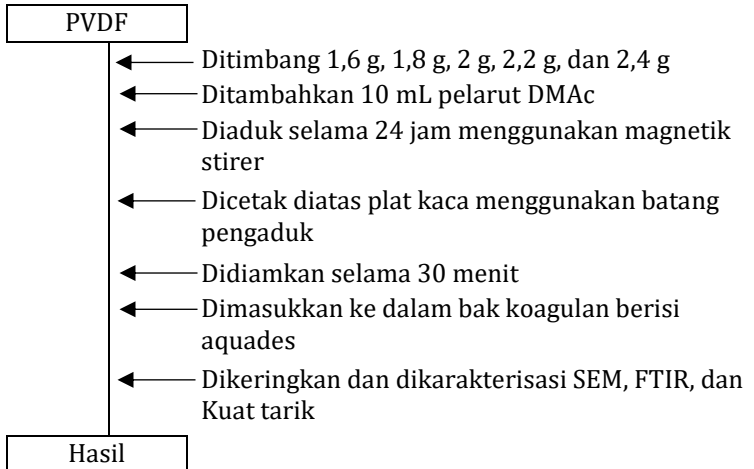 PVDF
Ditimbang 1,6 g, 1,8 g, 2 g, 2,2 g, dan 2,4 g
Ditambahkan 10 mL pelarut DMAc
Diaduk selama 24 jam menggunakan magnetik
stirer
Dicetak diatas plat kaca menggunakan batang
pengaduk
Didiamkan selama 30 menit
Dimasukkan ke dalam bak koagulan berisi
aquades
Dikeringkan dan dikarakterisasi SEM, FTIR, dan
Kuat tarik
Hasil